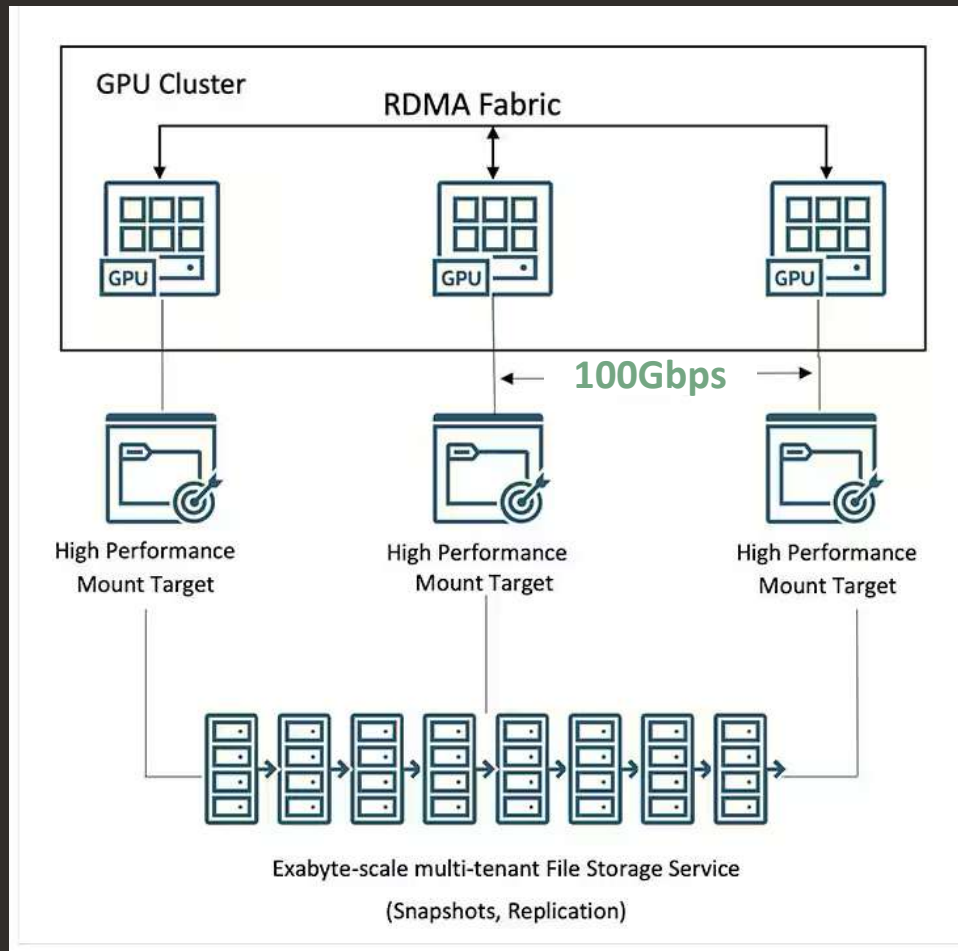 GPU Cluster
RDMA Fabric
GPU
GPU
GPU
100Gbps
High Performance
Mount Target
High Performance
Mount Target
High Performance
Mount Target
Exabyte-scale multi-tenant File Storage Service
(Snapshots, Replication)